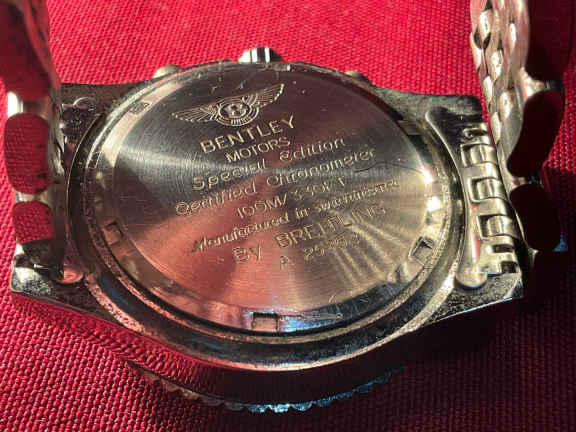 B
BENTLEY
MOTORS
Special Edition
Certified Chronometer
100M/330FT
Manufactured in Switzerland
By BREITLING
A